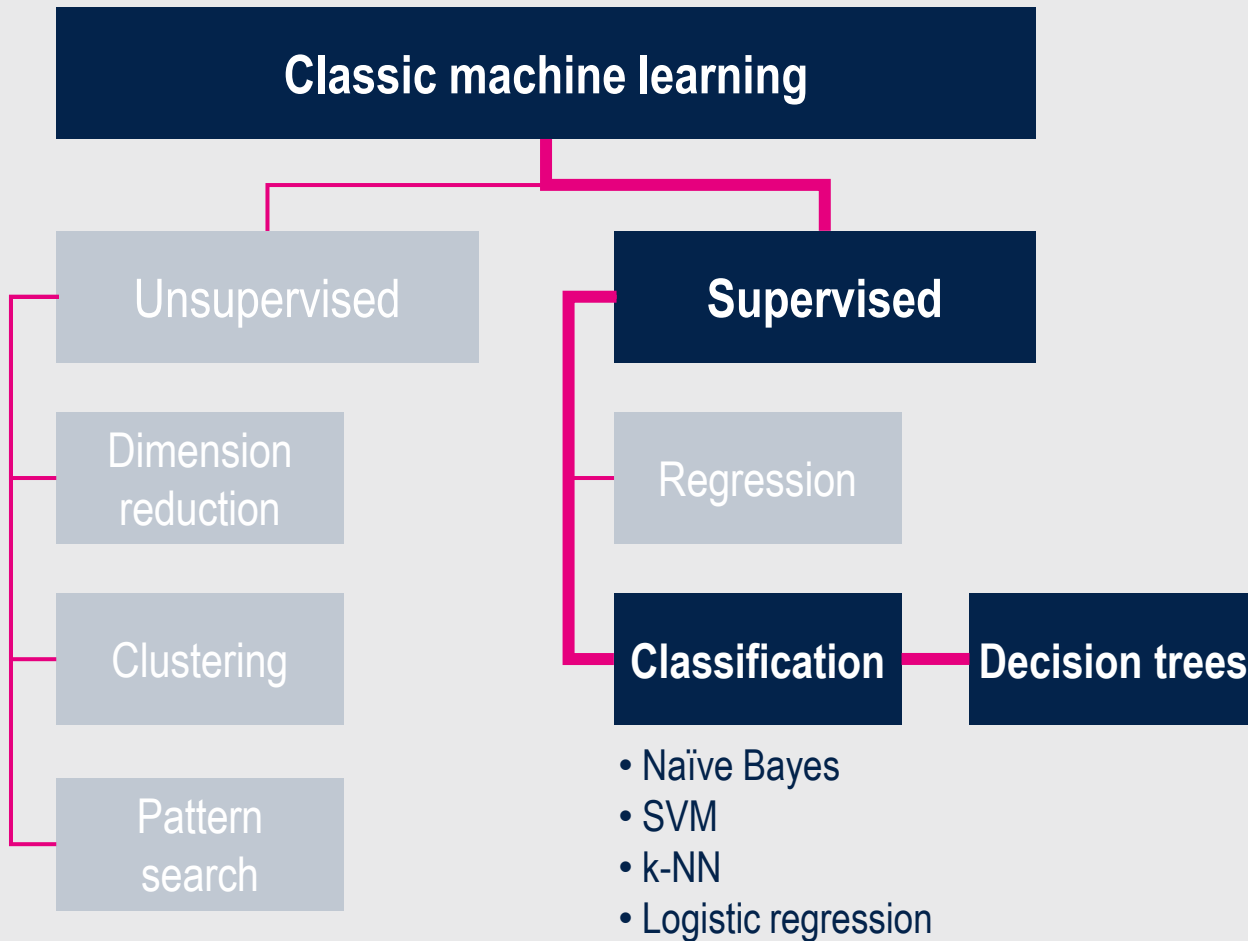 Classic machine learning
Unsupervised
Supervised
Dimension
reduction
Regression
Clustering
Classification
Decision trees
• Naïve Bayes
• SVM
• k-NN
• Logistic regression
Pattern
search